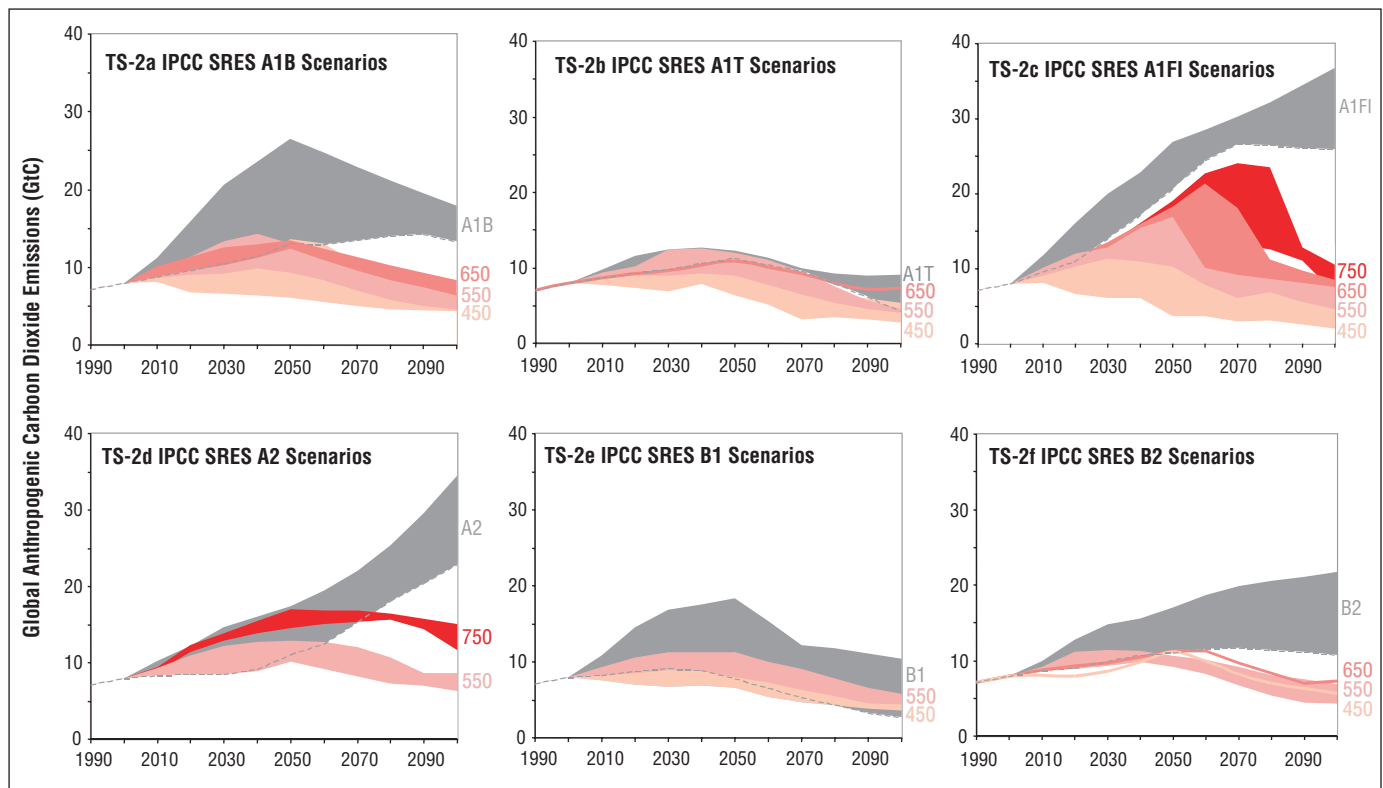 Global Anthropogenic Carboon Dioxide Emissions (GtC)
TS-2a IPCC SRES A1B Scenarios
40
30
20
10
0
1990 2010 2030 2050 2070 2090
A1B
650
550
450
TS-2b IPCC SRES A1T Scenarios
40
30
20
10
0
1990 2010 2030 2050 2070 2090
A1T
650
550
450
TS-2c IPCC SRES A1FI Scenarios
40
30
20
10
0
1990 2010 2030 2050 2070 2090
A1FI
750
650
550
450
TS-2d IPCC SRES A2 Scenarios
40
30
20
10
0
1990 2010 2030 2050 2070 2090
A2
750
550
TS-2e IPCC SRES B1 Scenarios
40
30
20
10
0
1990 2010 2030 2050 2070 2090
B1
550
450
TS-2f IPCC SRES B2 Scenarios
40
30
20
10
0
1990 2010 2030 2050 2070 2090
B2
650
550
450